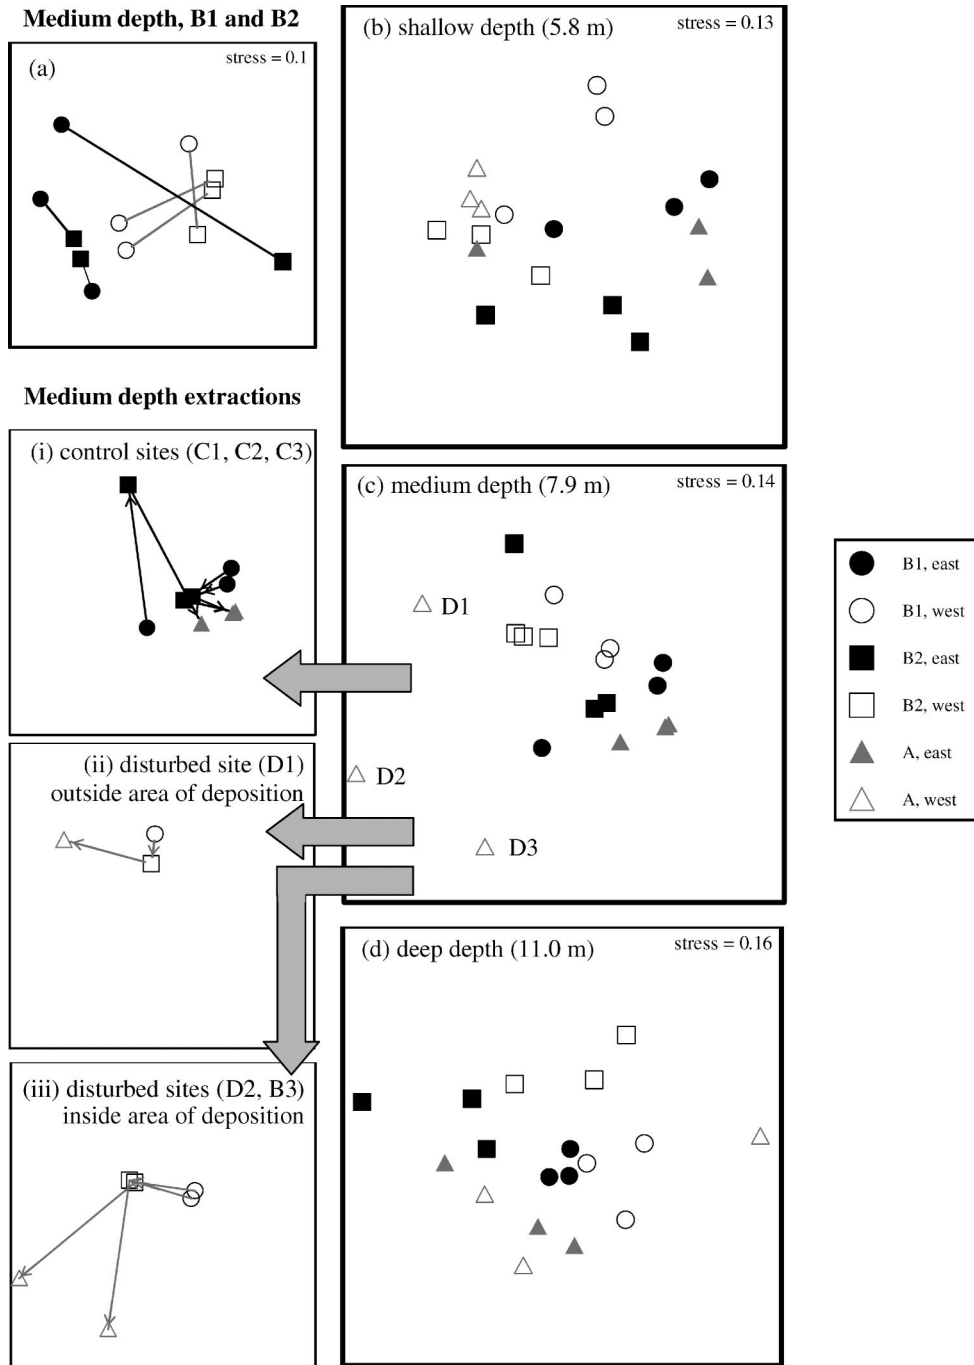 Medium depth, B1 and B2
(a)
stress = 0.1
(b) shallow depth (5.8 m)
stress = 0.13
Medium depth extractions
(i) control sites (C1, C2, C3)
(c) medium depth (7.9 m)
stress = 0.14
D1
D2
D3
(ii) disturbed site (D1)
outside area of deposition
(iii) disturbed sites (D2, B3)
inside area of deposition
(d) deep depth (11.0 m)
stress = 0.16
B1, east
B1, west
B2, east
B2, west
A, east
A, west